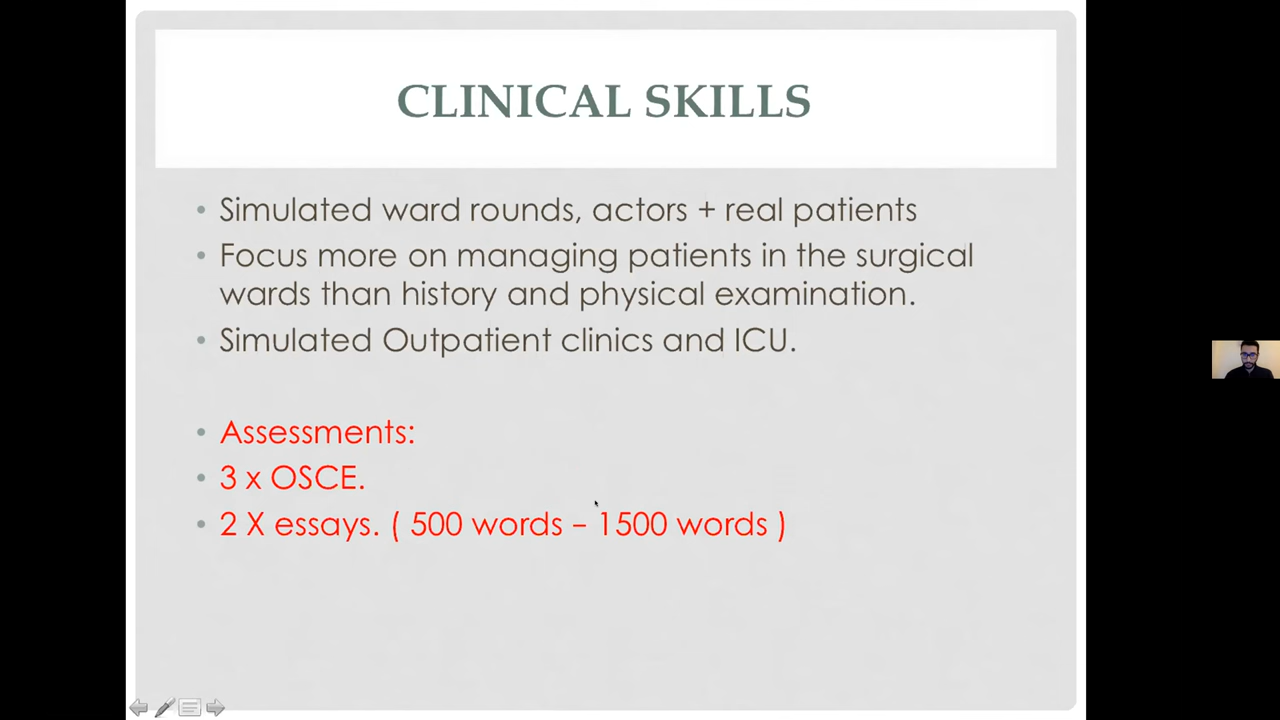 CLINICAL SKILLS
• Simulated ward rounds, actors + real patients
• Focus more on managing patients in the surgical
wards than history and physical examination.
• Simulated Outpatient clinics and ICU.
• Assessments:
• 3 x OSCE.
• 2 X essays. ( 500 words – 1500 words )